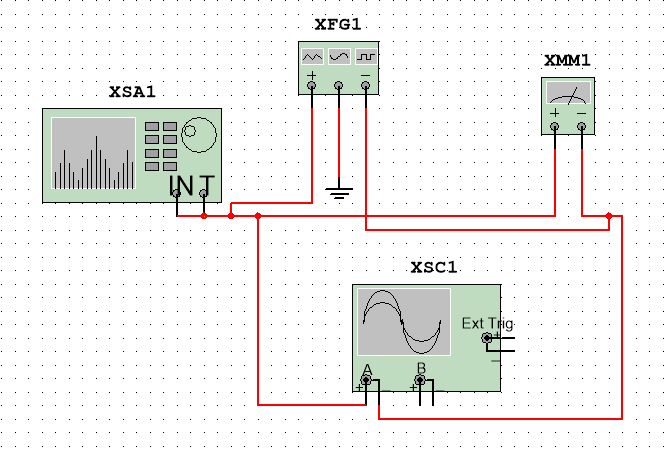 XFG1
+ −
XMM1
+ −
XSA1
IN T
XSC1
Ext Trig
+
−
A B
+ − + −